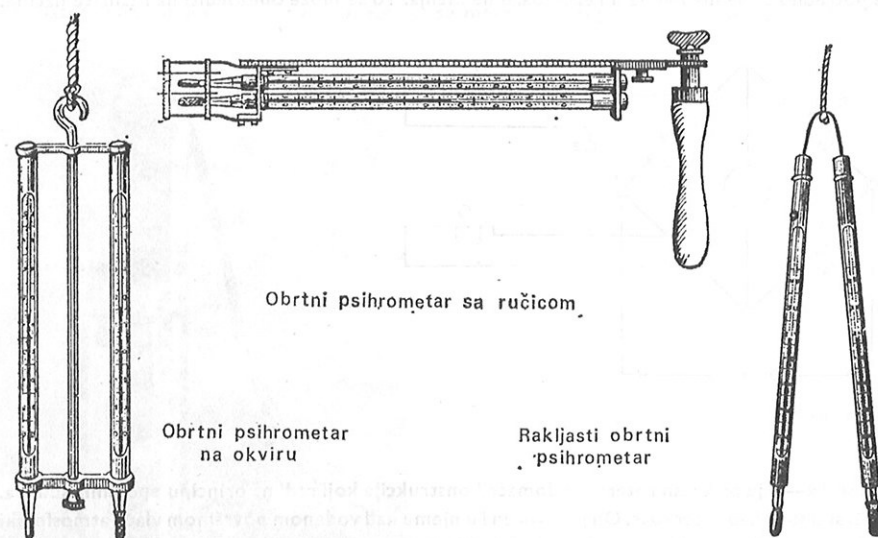 Obrtni psihrometar sa ručicom
Obrtni psihrometar
na okviru
Rakljasti obrtni
psihrometar